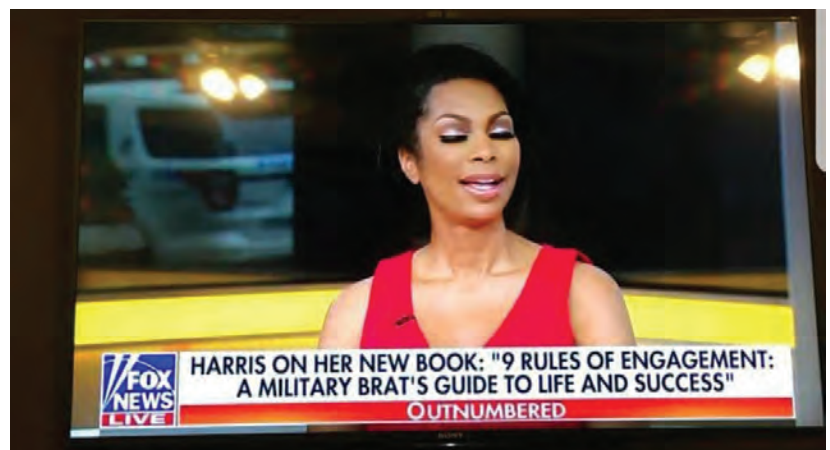 HARRIS ON HER NEW BOOK: "9 RULES OF ENGAGEMENT:
A MILITARY BRAT'S GUIDE TO LIFE AND SUCCESS"
FOX
NEWS
LIVE
OUTNUMBERED
SONY